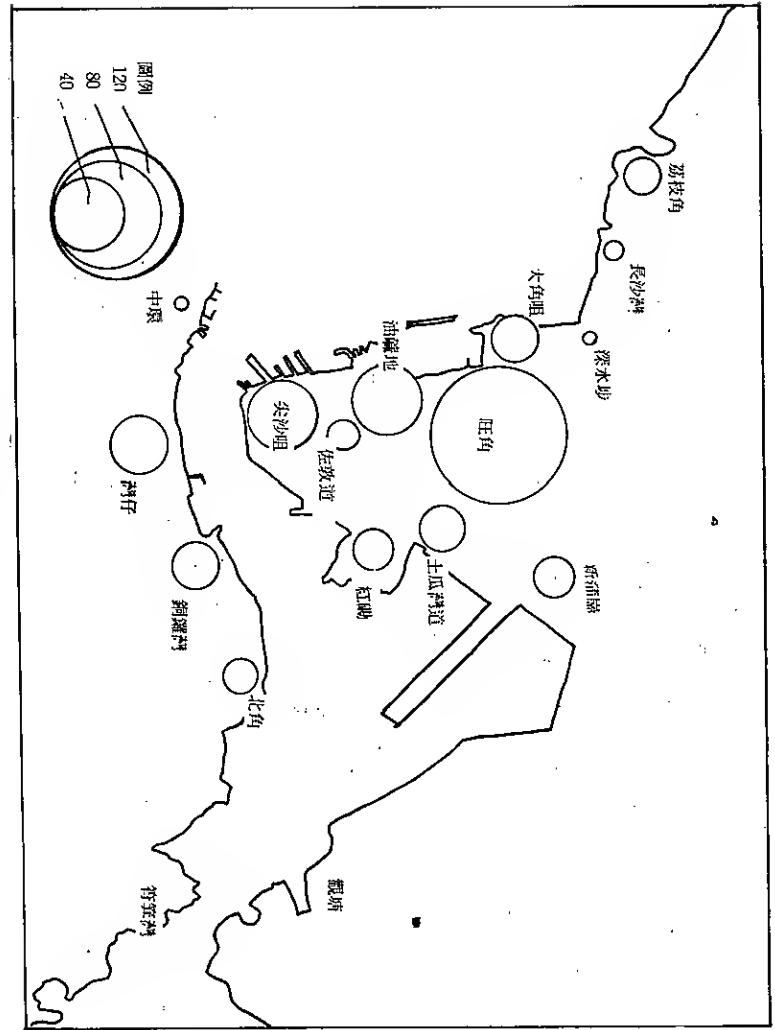 圖例
120
80
40
荔枝角
長沙灣
深水埗
大角咀
旺角
油蔴地
尖沙咀
佐敦道
紅磡
土瓜灣道
新蒲崗
中環
灣仔
銅鑼灣
北角
觀塘
筲箕灣